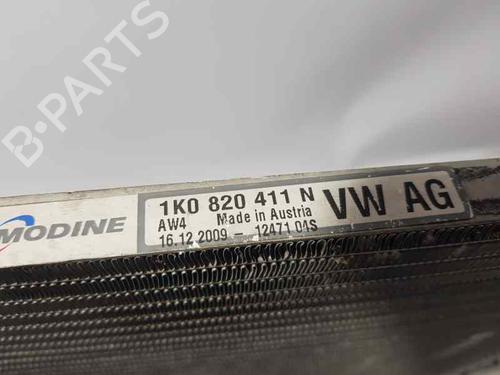 B-PARTS
MODINE
1K0 820 411 N
AW4 Made in Austria
16.12.2009- 12471 04S
VW AG